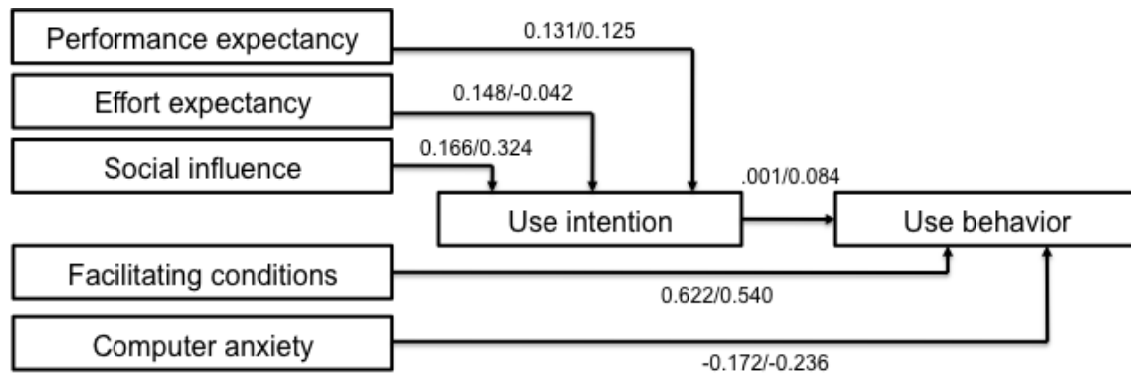 Performance expectancy
0.131/0.125
Effort expectancy
0.148/-0.042
Social influence
0.166/0.324
.001/0.084
Use intention
Use behavior
Facilitating conditions
0.622/0.540
Computer anxiety
-0.172/-0.236